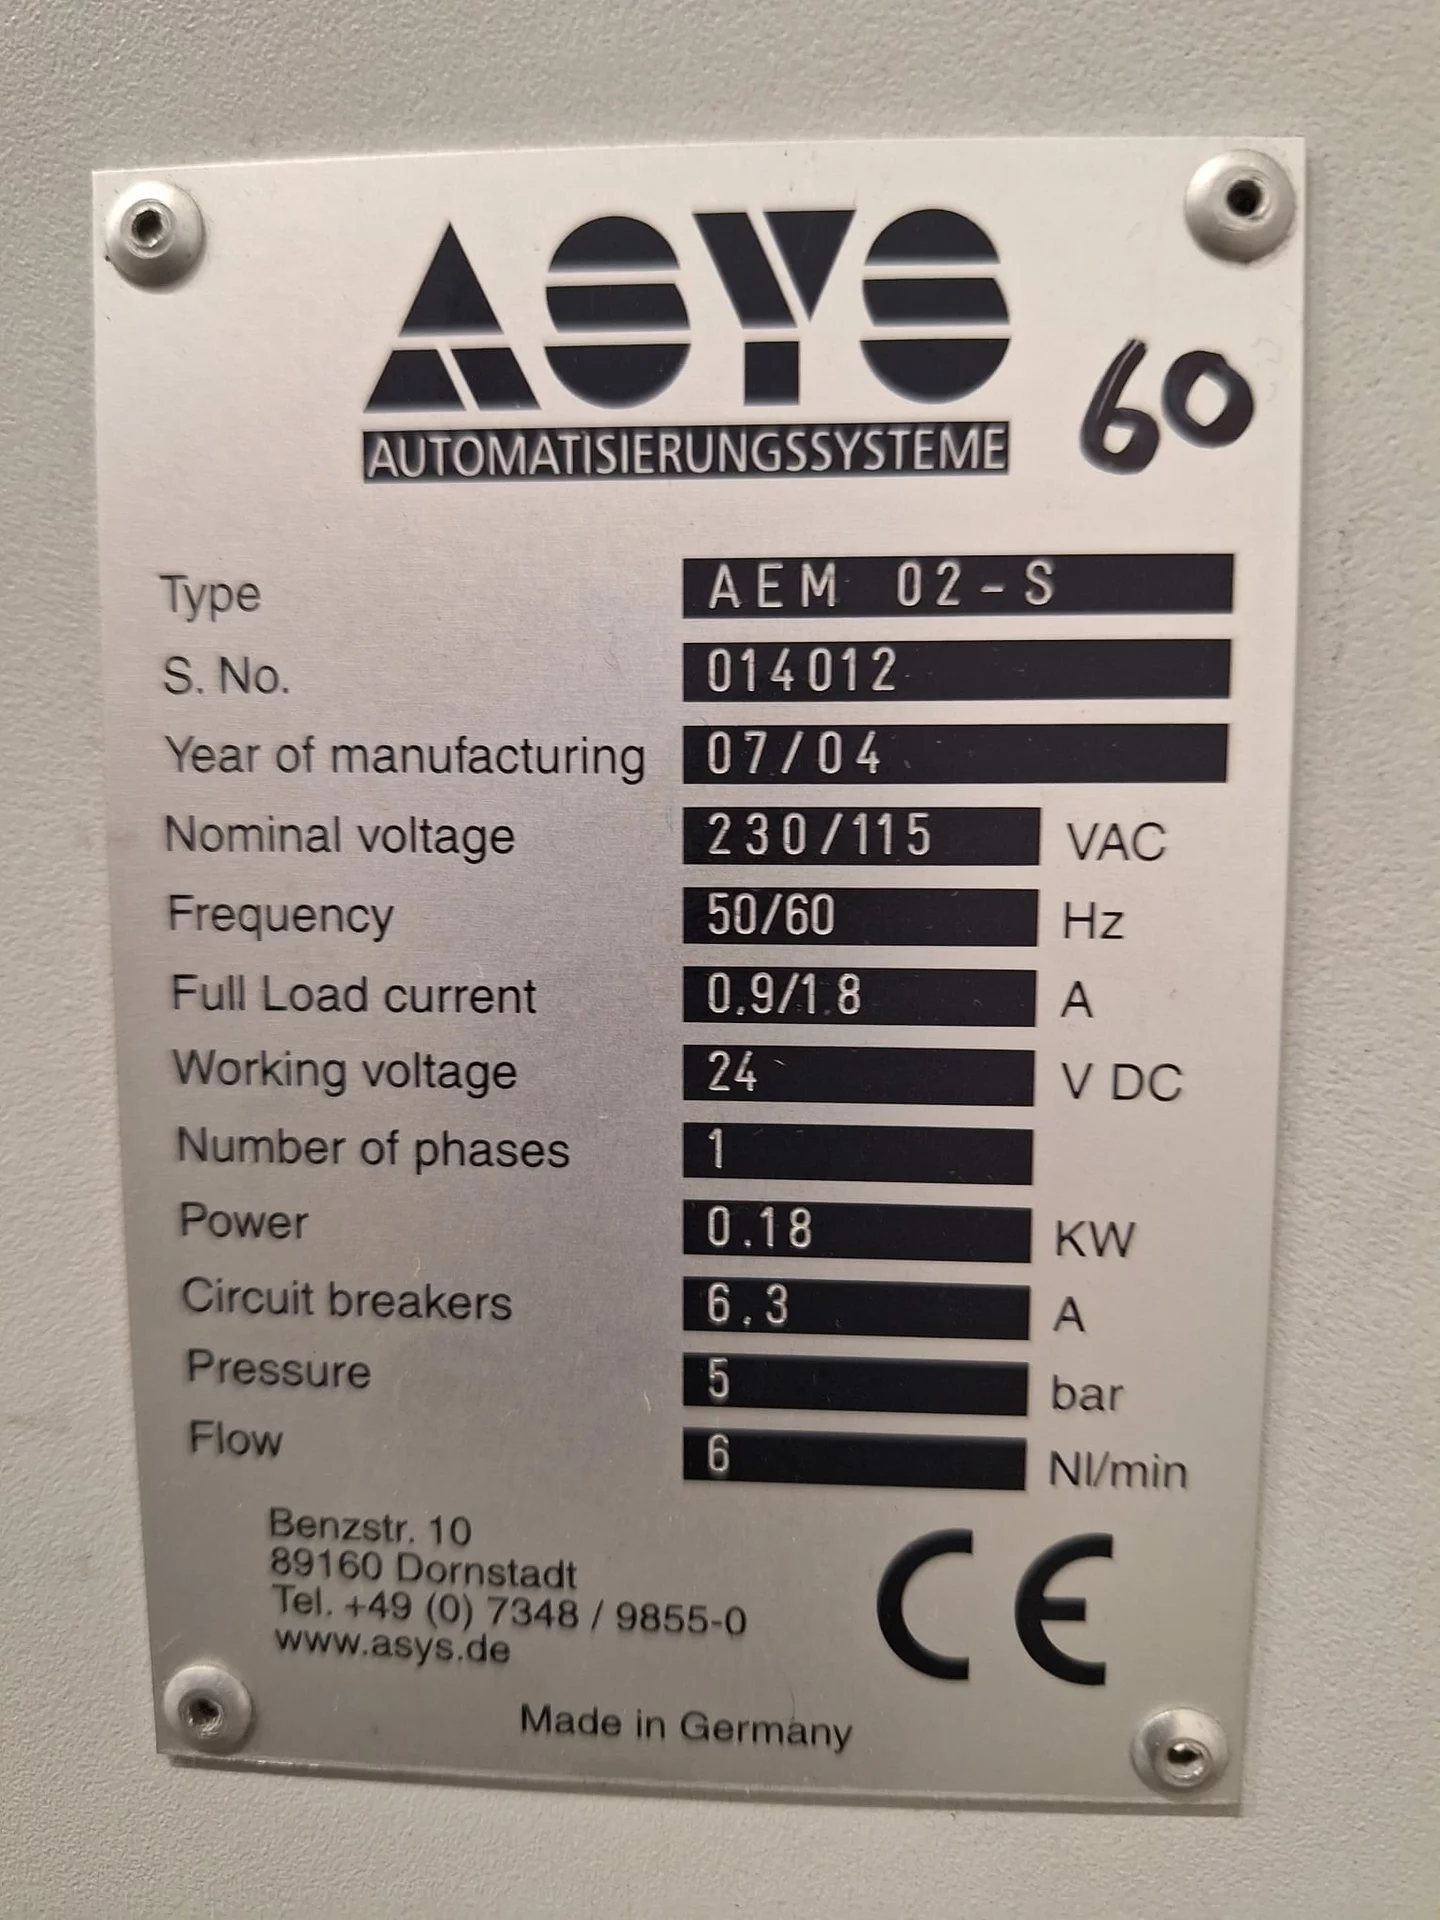 ASYS
AUTOMATISIERUNGSSYSTEME
60
Type AEM 02-S
S. No. 014012
Year of manufacturing 07/04
Nominal voltage 230/115 VAC
Frequency 50/60 Hz
Full Load current 0.9/1.8 A
Working voltage 24 V DC
Number of phases 1
Power 0.18 KW
Circuit breakers 6.3 A
Pressure 5 bar
Flow 6 Nl/min
Benzstr. 10
89160 Dornstadt
Tel. +49 (0) 7348 / 9855-0
www.asys.de
CE
Made in Germany